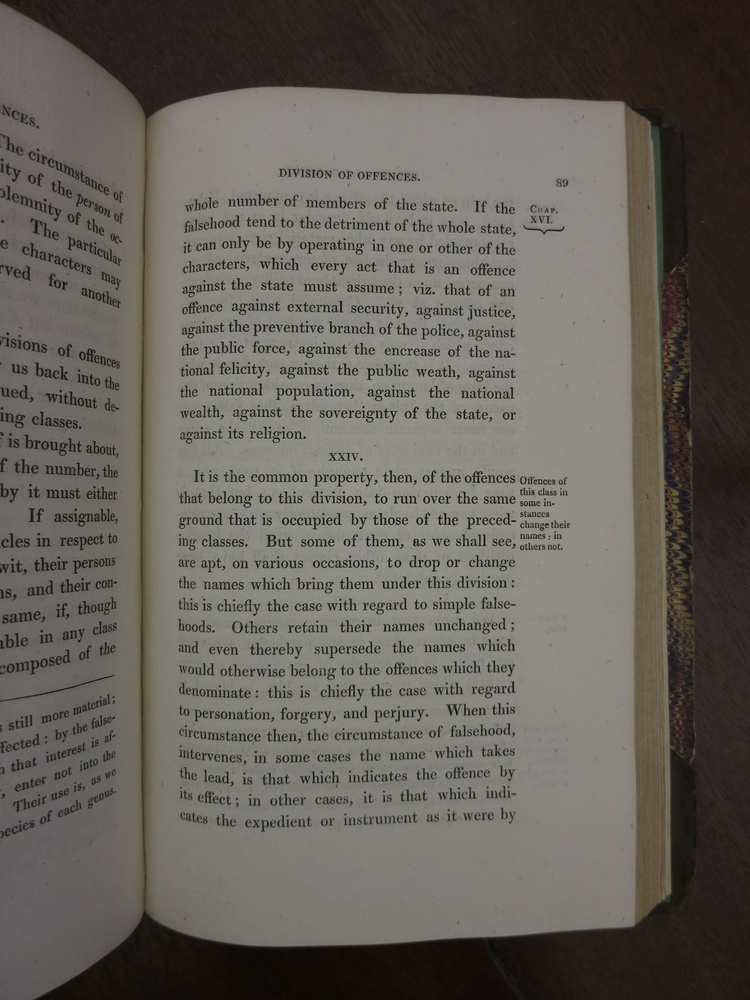 NCES.
The circumstance of
ity of the person of
olemnity of the oc-
. The particular
e characters may
rved for another
visions of offences
us back into the
ued, without de-
ing classes.
f is brought about,
f the number, the
by it must either
If assignable,
cles in respect to
wit, their persons
ns, and their con-
same, if, though
able in any class
composed of the
s still more material;
ffected: by the false-
n that interest is af-
, enter not into the
Their use is, as we
pecies of each genus.
DIVISION OF OFFENCES.
89
whole number of members of the state. If the
falsehood tend to the detriment of the whole state,
it can only be by operating in one or other of the
characters, which every act that is an offence
against the state must assume; viz. that of an
offence against external security, against justice,
against the preventive branch of the police, against
the public force, against the encrease of the na-
tional felicity, against the public weath, against
the national population, against the national
wealth, against the sovereignty of the state, or
against its religion.
CHAP.
XVI.
XXIV.
It is the common property, then, of the offences
that belong to this division, to run over the same
ground that is occupied by those of the preced-
ing classes. But some of them, as we shall see,
are apt, on various occasions, to drop or change
the names which bring them under this division:
this is chiefly the case with regard to simple false-
hoods. Others retain their names unchanged;
and even thereby supersede the names which
would otherwise belong to the offences which they
denominate: this is chiefly the case with regard
to personation, forgery, and perjury. When this
circumstance then, the circumstance of falsehood,
intervenes, in some cases the name which takes
the lead, is that which indicates the offence by
its effect; in other cases, it is that which indi-
cates the expedient or instrument as it were by
Offences of
this class in
some in-
stances
change their
names; in
others not.